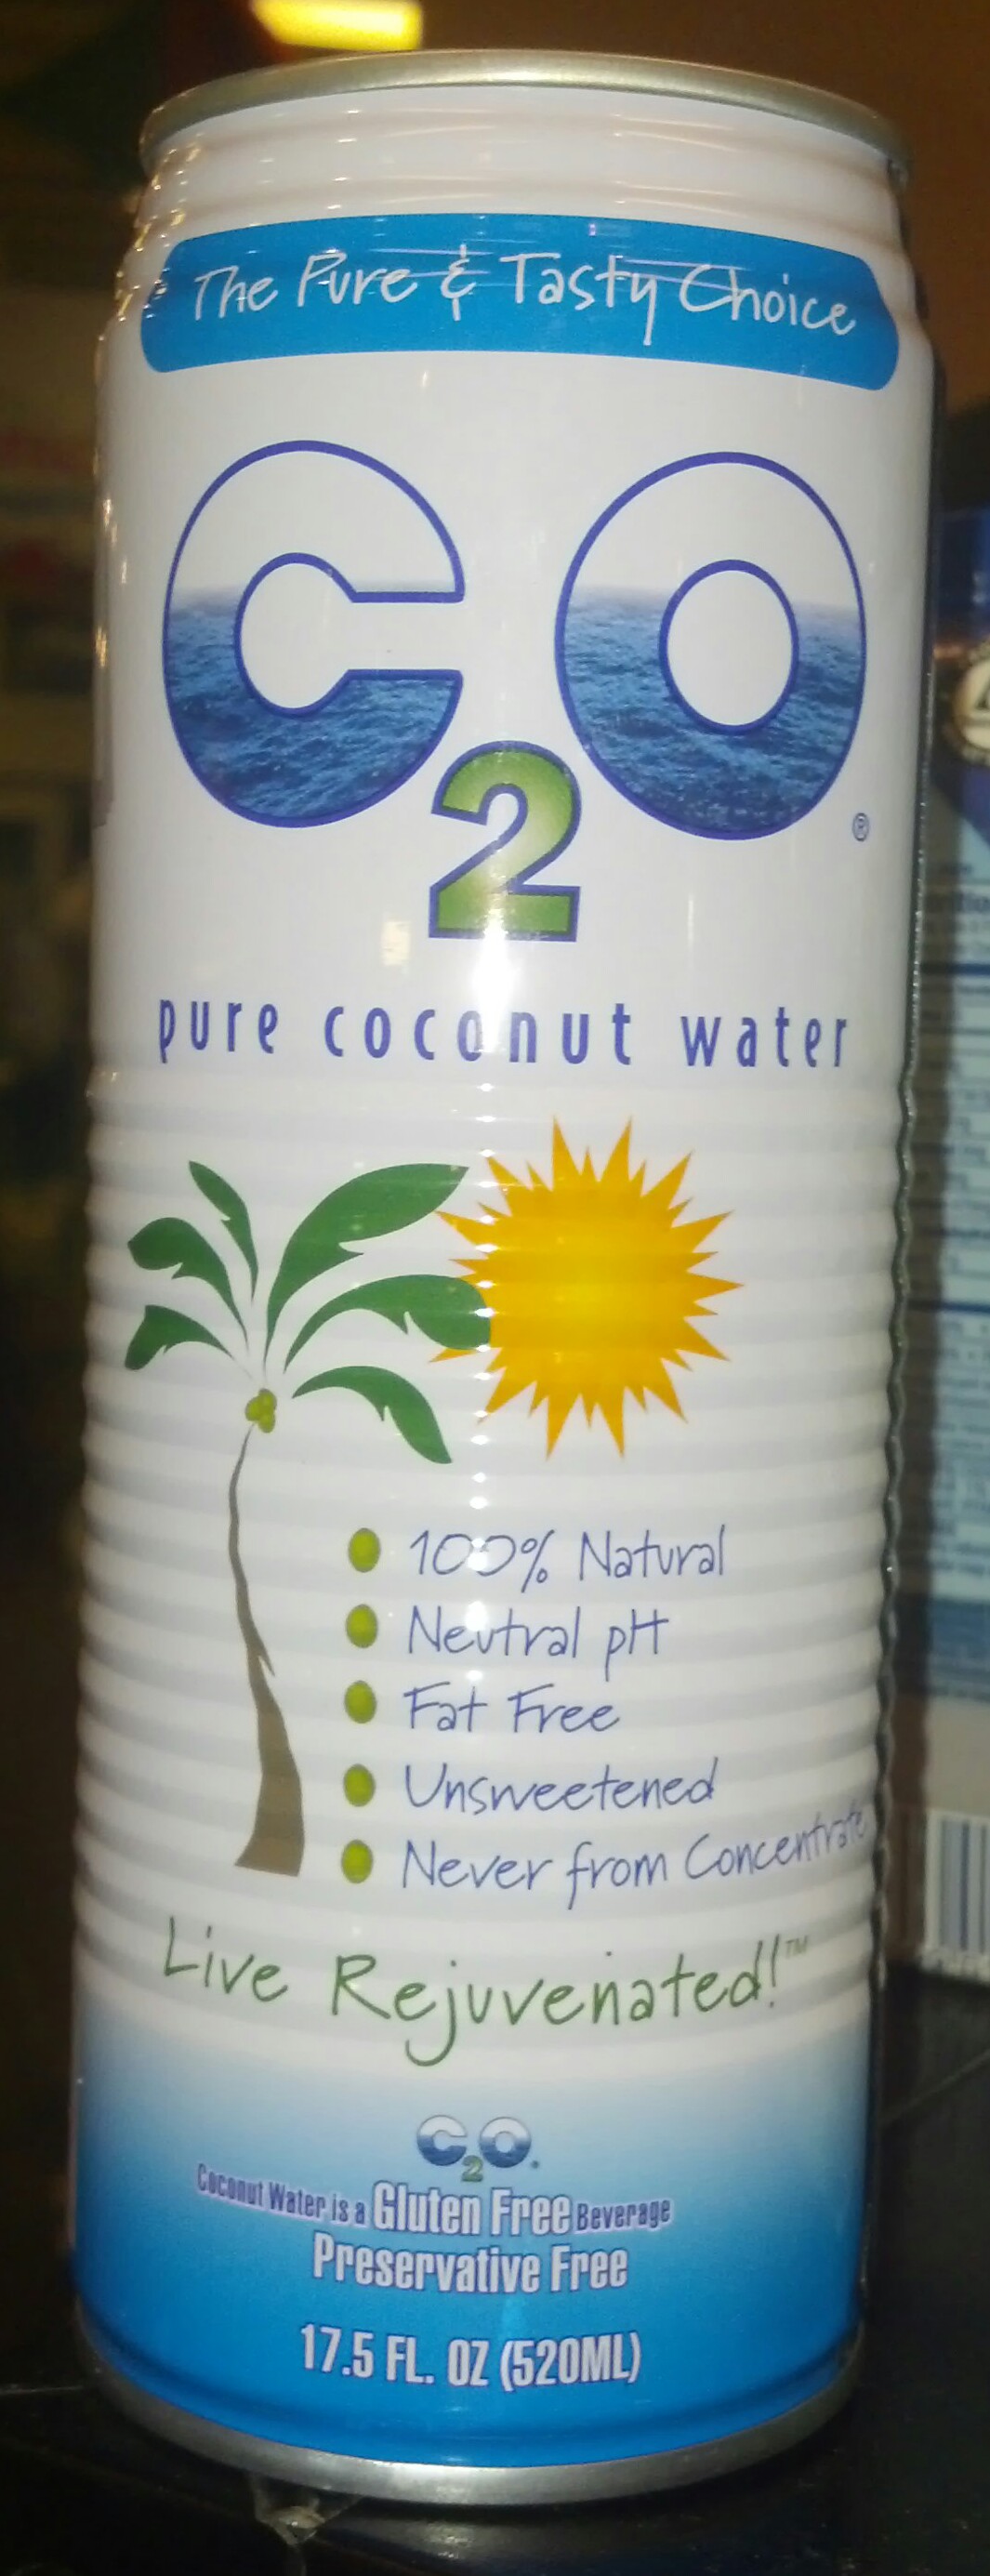 The Pure & Tasty Choice
C2O®
pure coconut water
100% Natural
Neutral pH
Fat Free
Unsweetened
Never from Concentrate
Live Rejuvenated!™
C2O
Coconut Water is a Gluten Free Beverage
Preservative Free
17.5 FL. OZ (520ML)